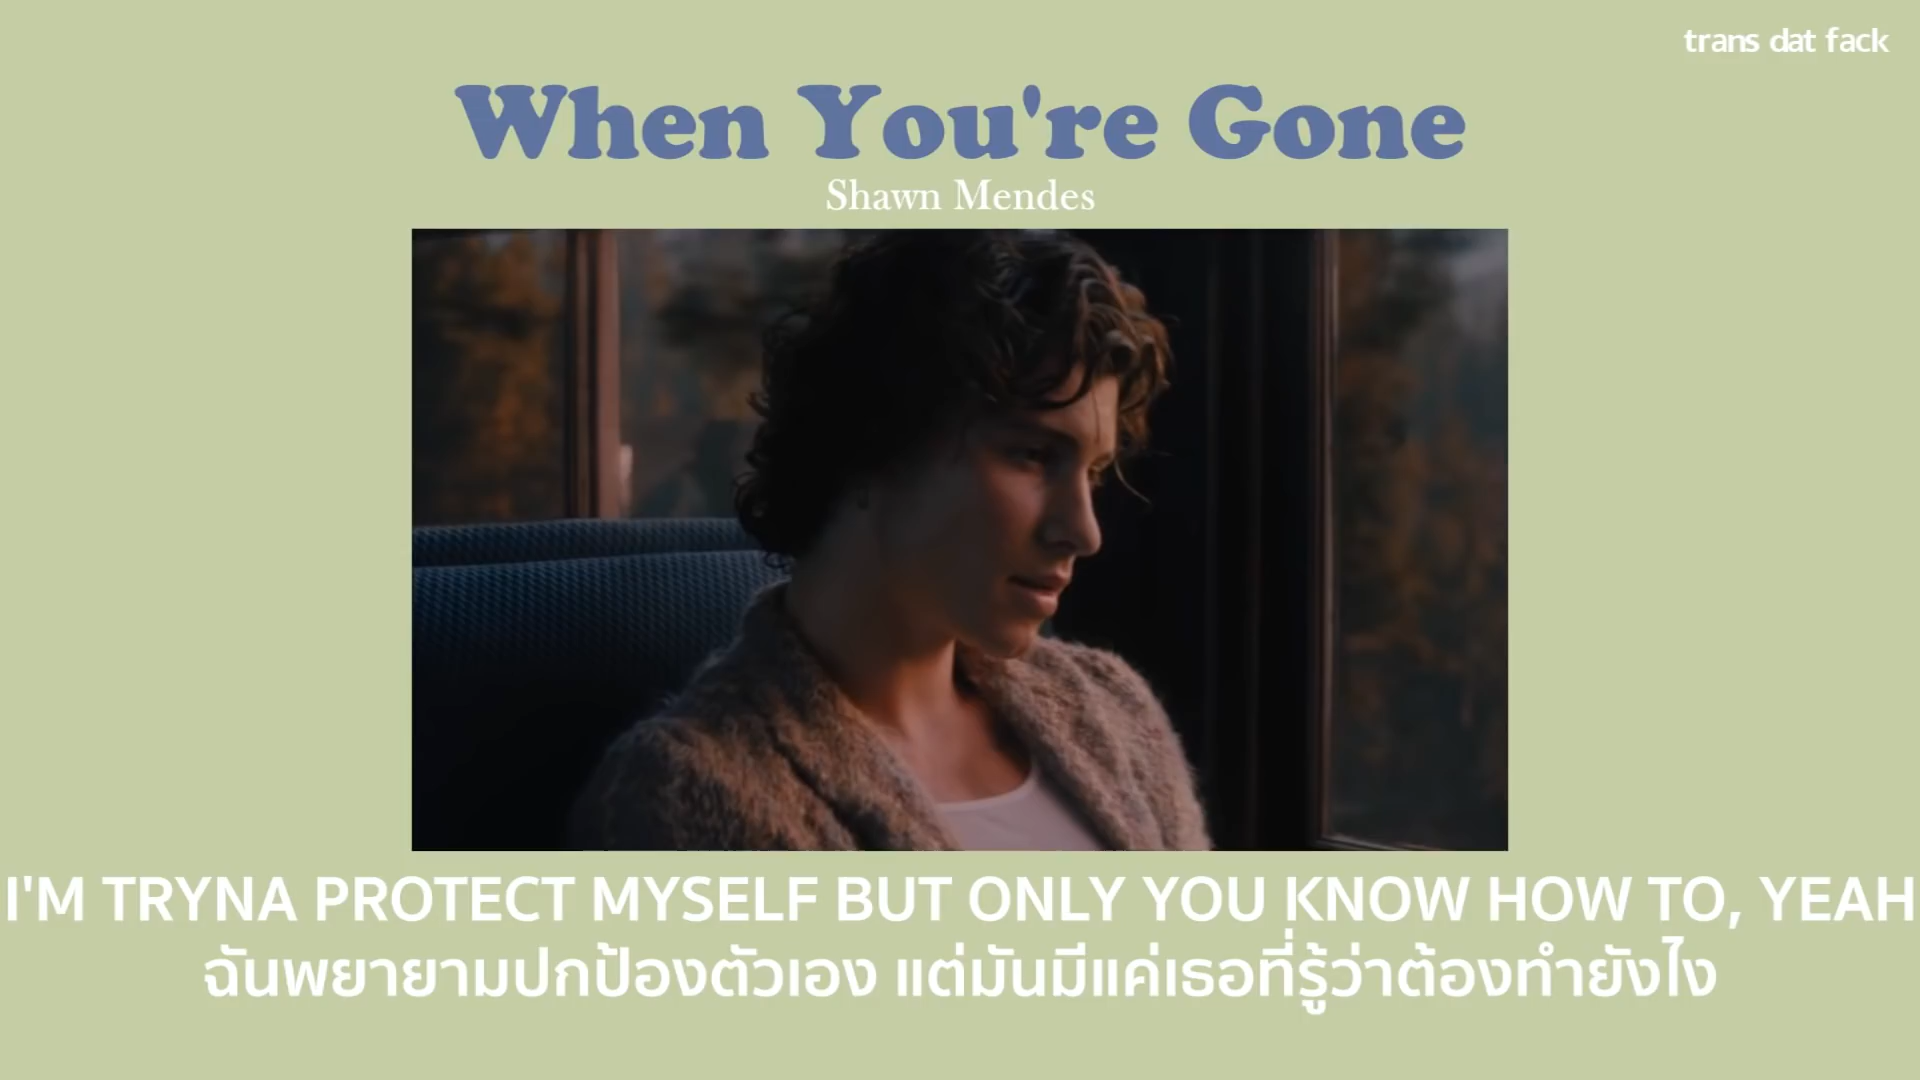 trans dat fack
When You're Gone
Shawn Mendes
I'M TRYNA PROTECT MYSELF BUT ONLY YOU KNOW HOW TO, YEAH
ฉันพยายามปกป้องตัวเอง แต่มันมีแค่เธอที่รู้ว่าต้องทำยังไง